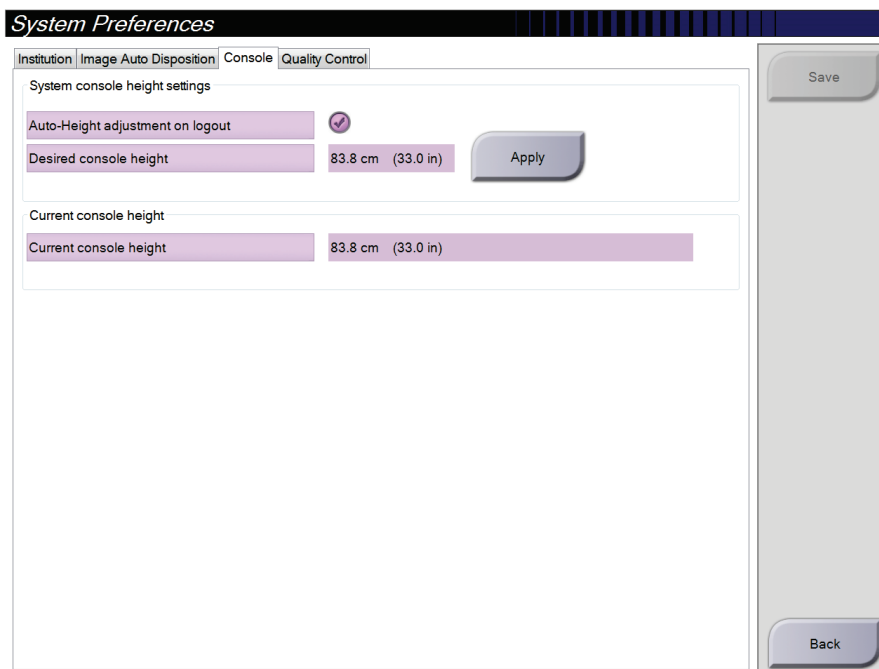 System Preferences
Institution Image Auto Disposition Console Quality Control
Save
System console height settings
Auto-Height adjustment on logout
Desired console height 83.8 cm (33.0 in) Apply
Current console height
Current console height 83.8 cm (33.0 in)
Back